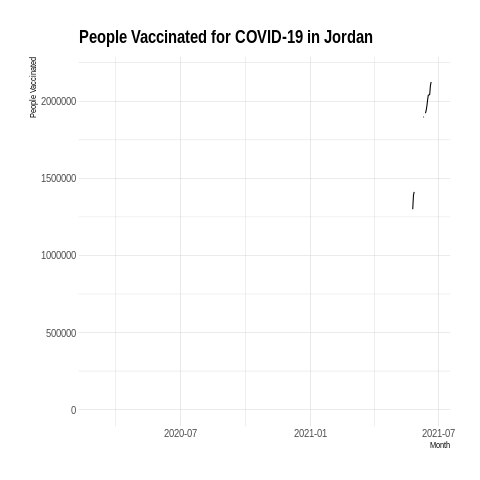 People Vaccinated for COVID-19 in Jordan
People Vaccinated
2000000
1500000
1000000
500000
0
2020-07
2021-01
2021-07
Month